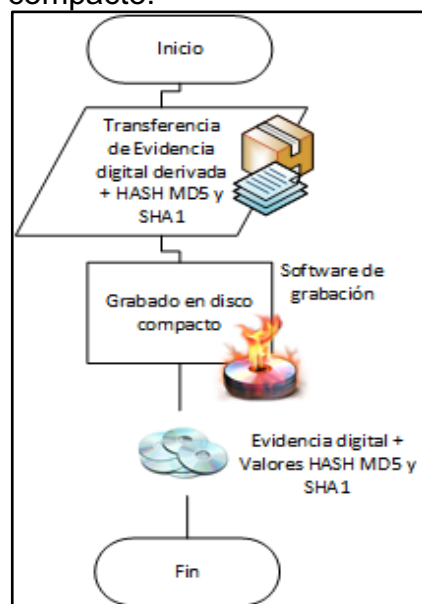 compacto.
Inicio
Transferencia
de Evidencia
digital derivada
+ HASH MD5 y
SHA1
Software de
grabación
Grabado en disco
compacto
Evidencia digital +
Valores HASH MD5 y
SHA1
Fin